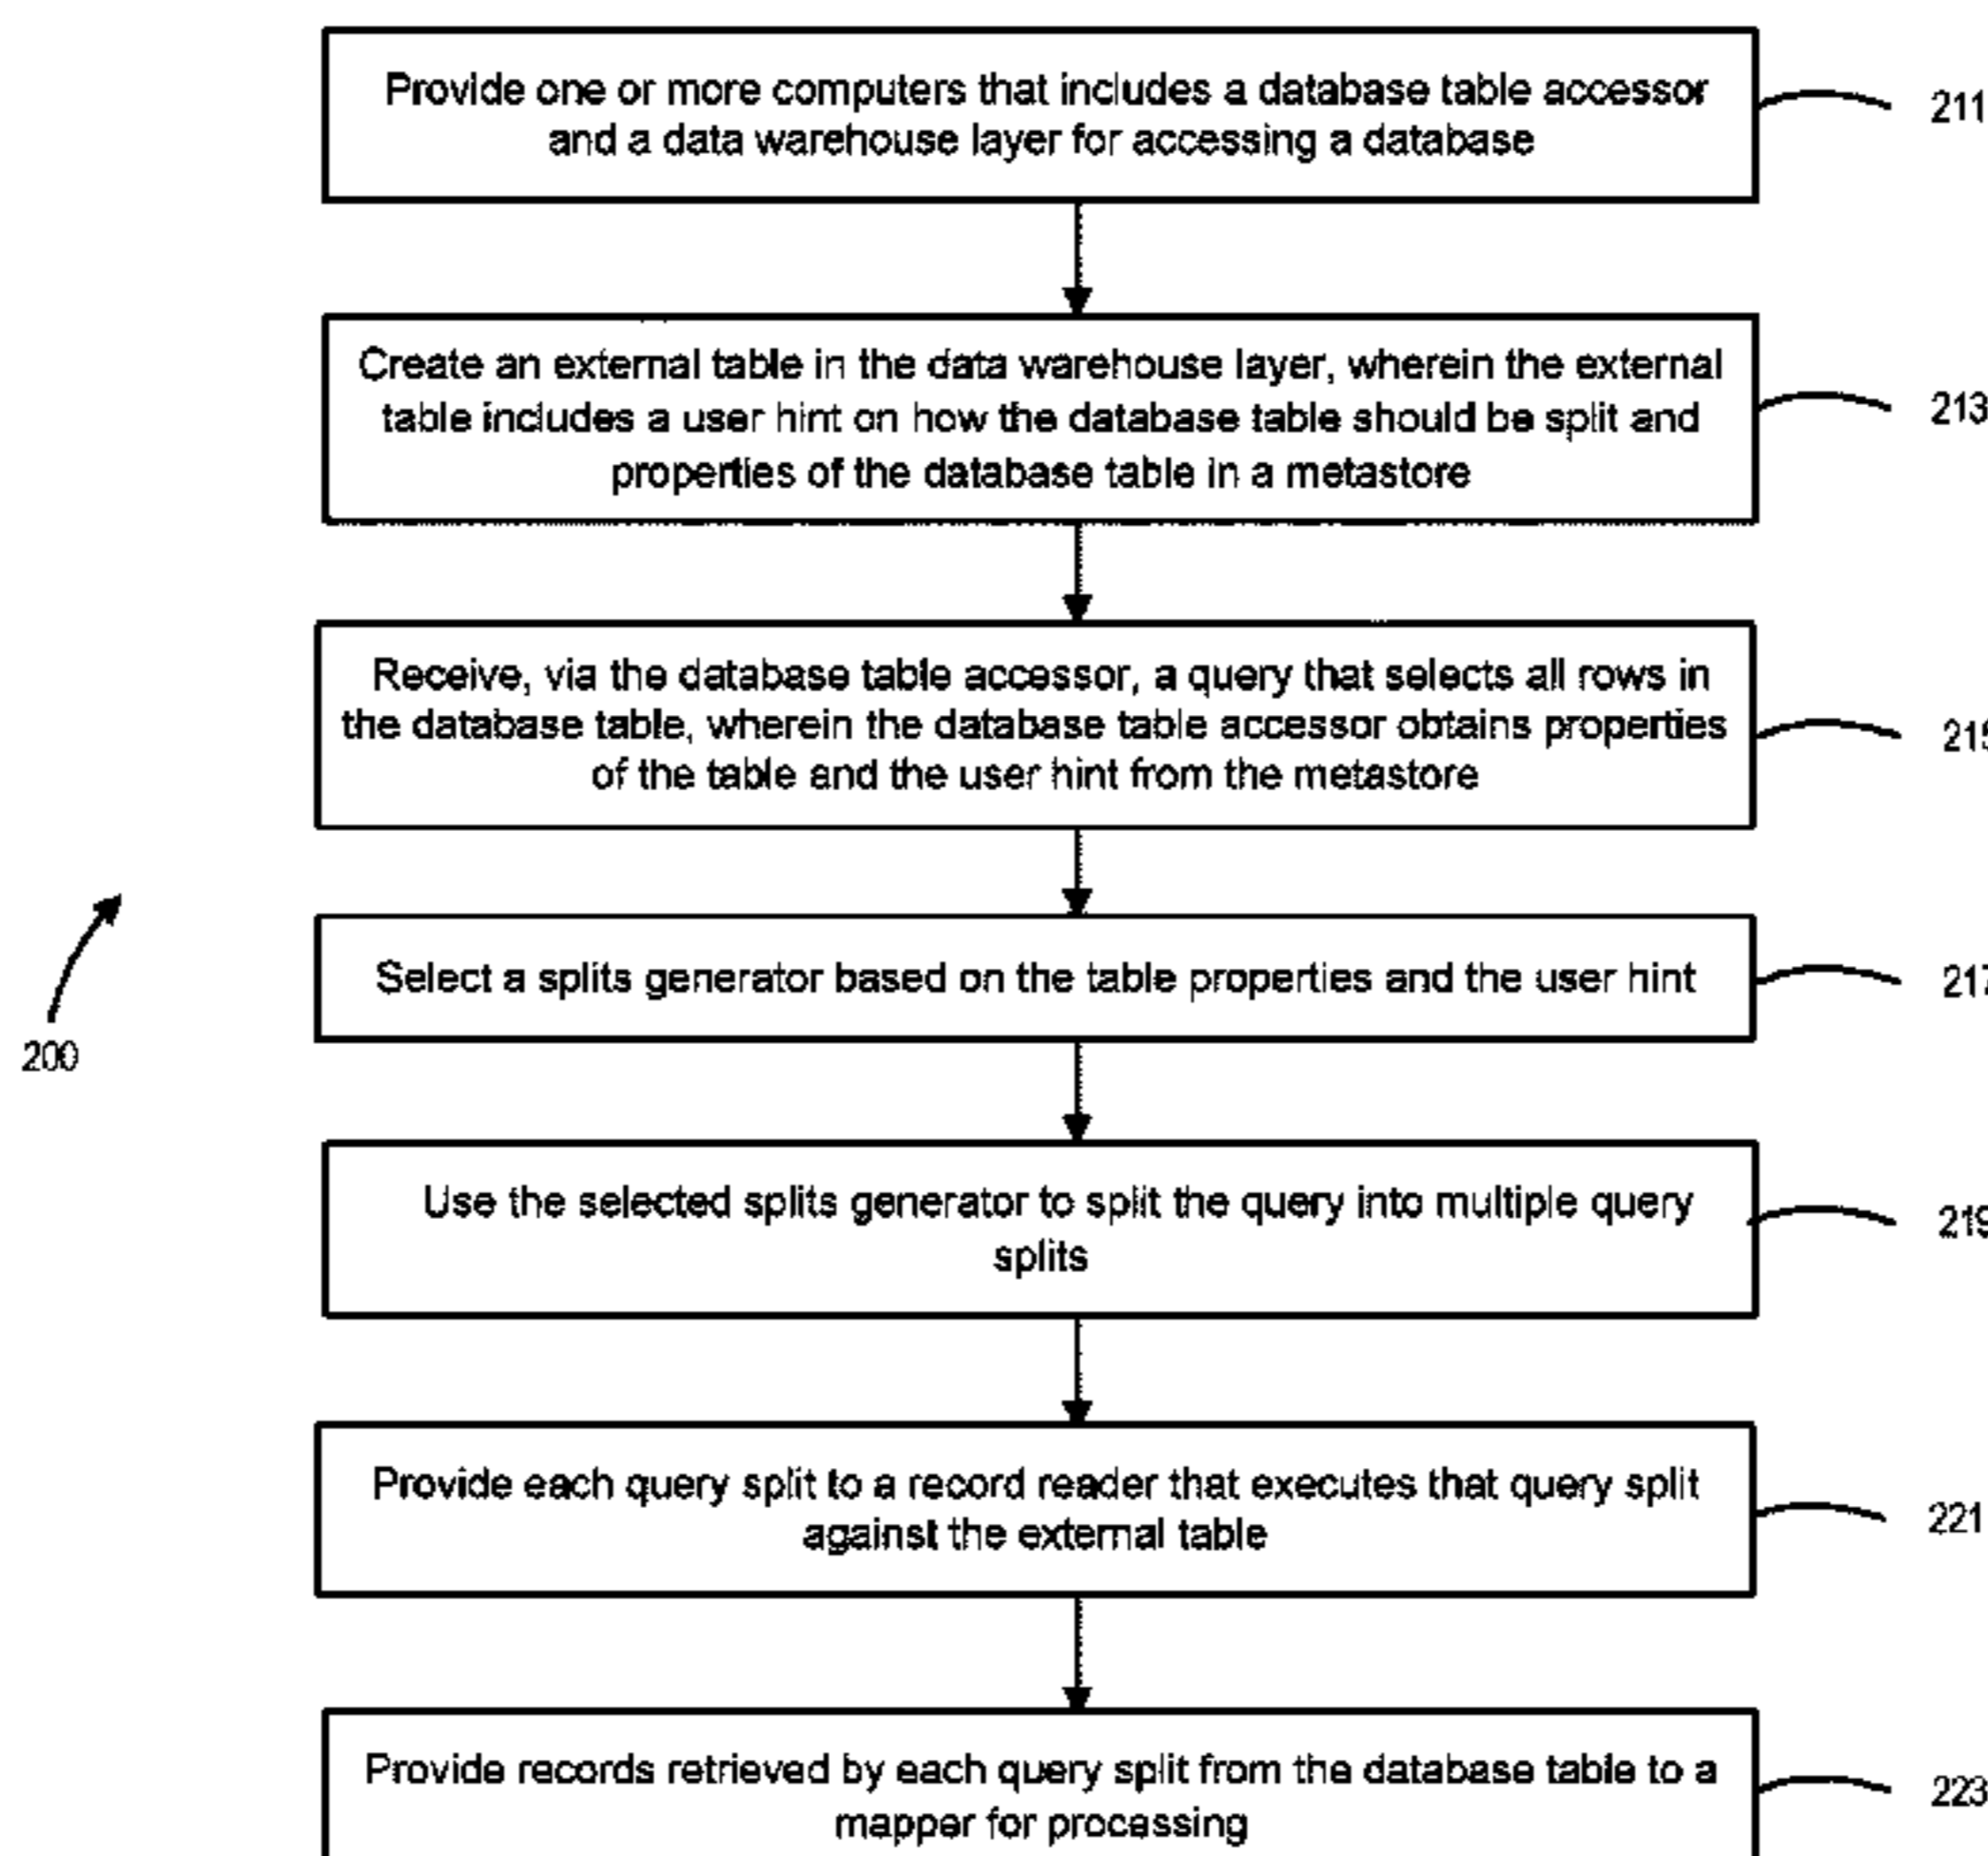 Provide one or more computers that includes a database table accessor
and a data warehouse layer for accessing a database
211
Create an external table in the data warehouse layer, wherein the external
table includes a user hint on how the database table should be split and
properties of the database table in a metastore
213
Receive, via the database table accessor, a query that selects all rows in
the database table, wherein the database table accessor obtains properties
of the table and the user hint from the metastore
215
Select a splits generator based on the table properties and the user hint
217
200
Use the selected splits generator to split the query into multiple query
splits
219
Provide each query split to a record reader that executes that query split
against the external table
221
Provide records retrieved by each query split from the database table to a
mapper for processing
223